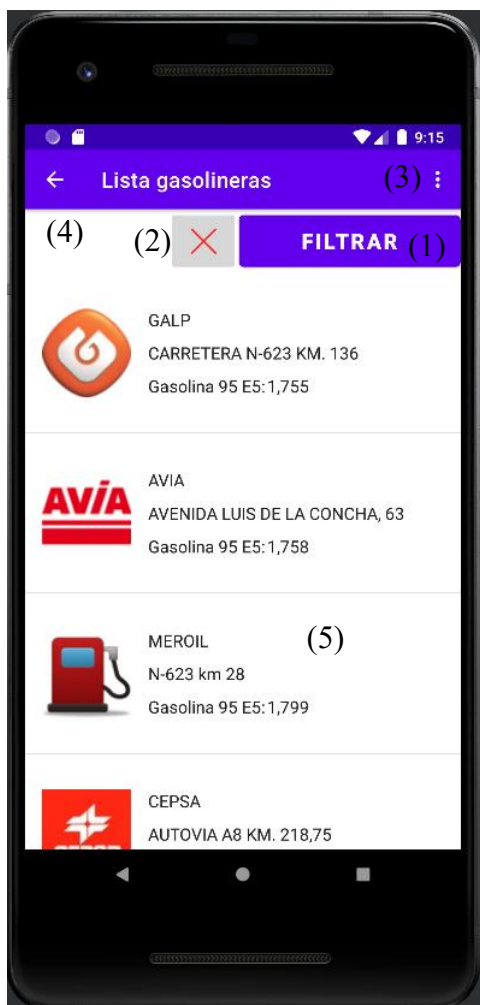 9:15
Lista gasolineras (3)
(4) (2) FILTRAR (1)
GALP
CARRETERA N-623 KM. 136
Gasolina 95 E5:1,755
AVIA
AVIA
AVENIDA LUIS DE LA CONCHA, 63
Gasolina 95 E5:1,758
MEROIL (5)
N-623 km 28
Gasolina 95 E5:1,799
CEPSA
AUTOVIA A8 KM. 218,75